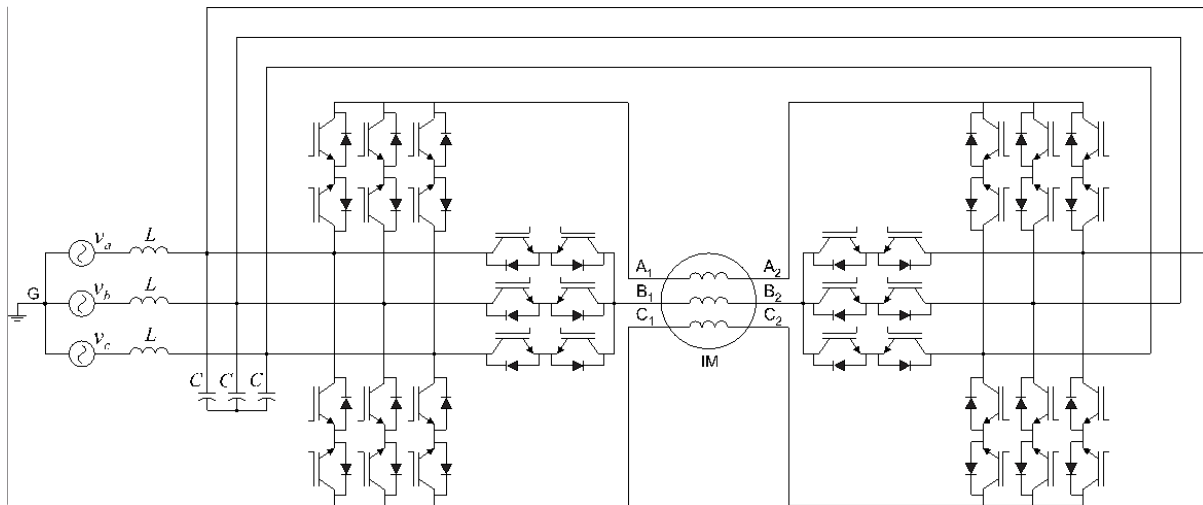 v_a L
G v_b L
v_c L
C C C
A₁ A₂
B₁ B₂
C₁ C₂
IM